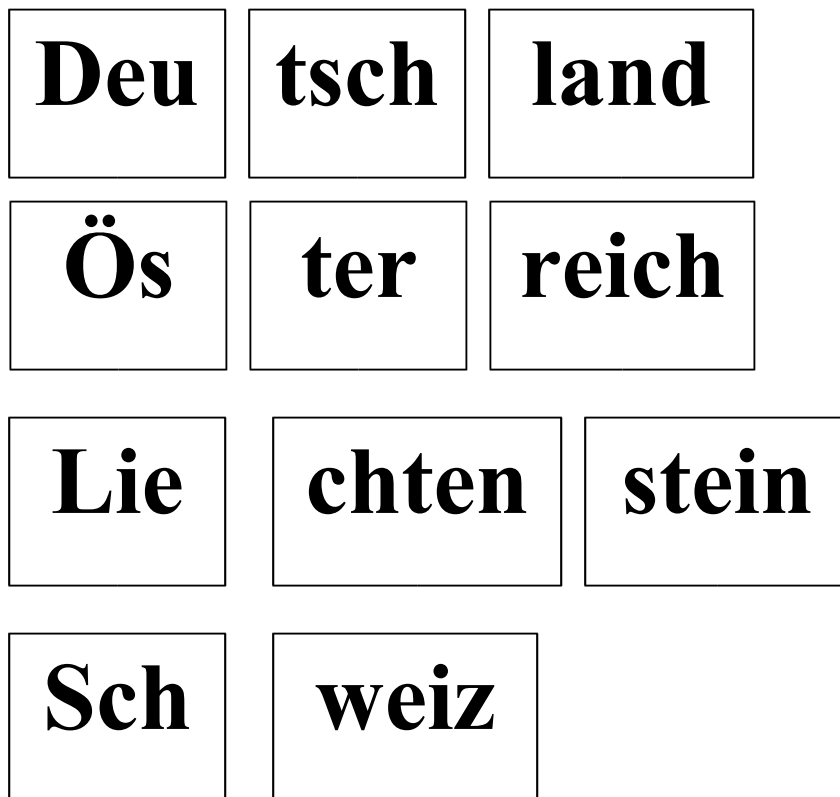 Deu tsch land
Ös ter reich
Lie chten stein
Sch weiz